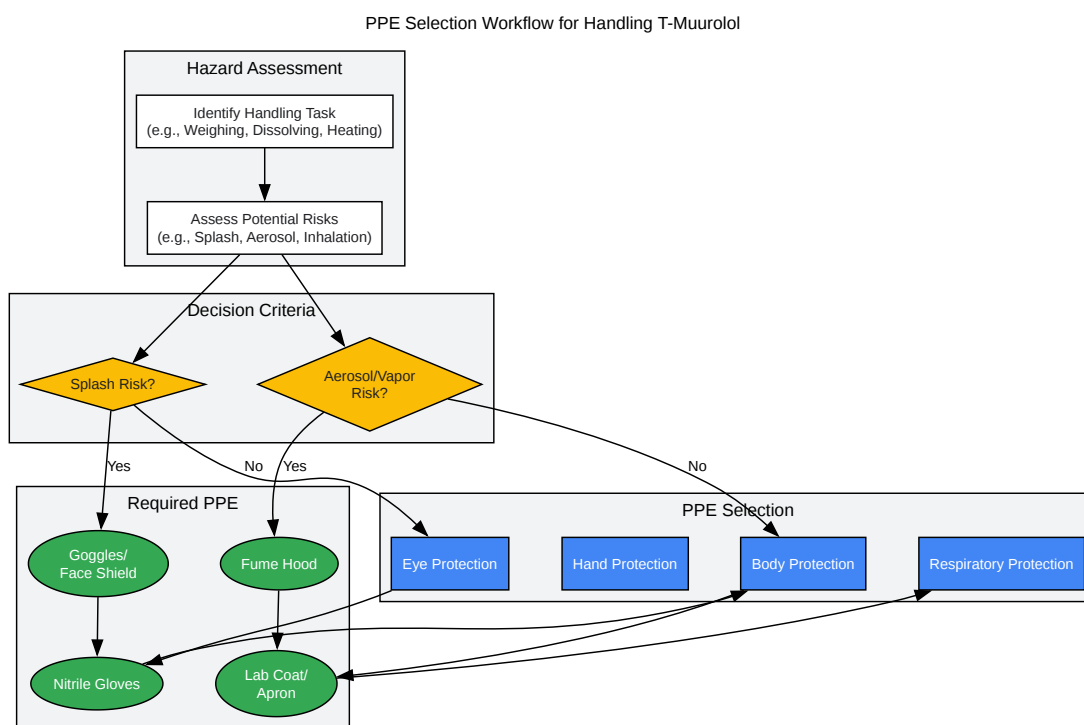 PPE Selection Workflow for Handling T-Muurolol
Hazard Assessment
Identify Handling Task
(e.g., Weighing, Dissolving, Heating)
Assess Potential Risks
(e.g., Splash, Aerosol, Inhalation)
Decision Criteria
Splash Risk?
Aerosol/Vapor
Risk?
Yes
No
Yes
No
Required PPE
PPE Selection
Goggles/
Face Shield
Fume Hood
Eye Protection
Hand Protection
Body Protection
Respiratory Protection
Nitrile Gloves
Lab Coat/
Apron